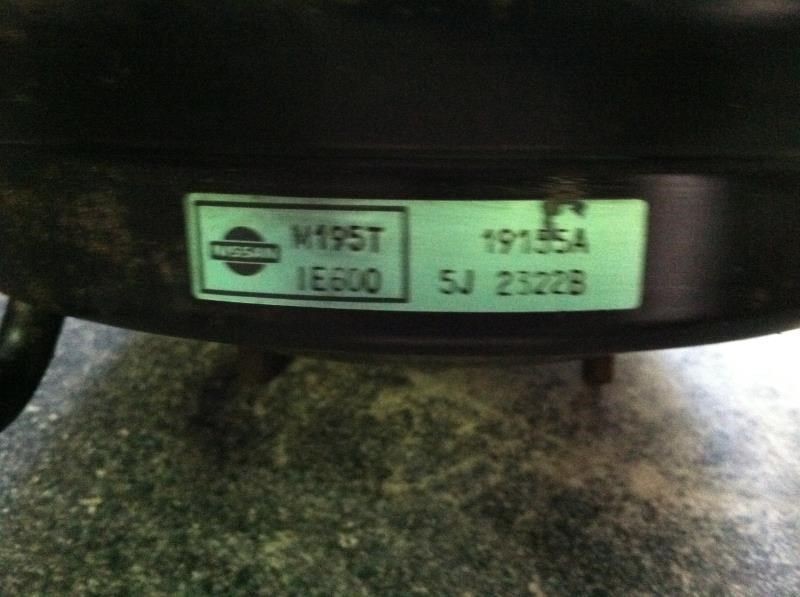 NISSAN
M195T
1E600
19155A
5J 2322B